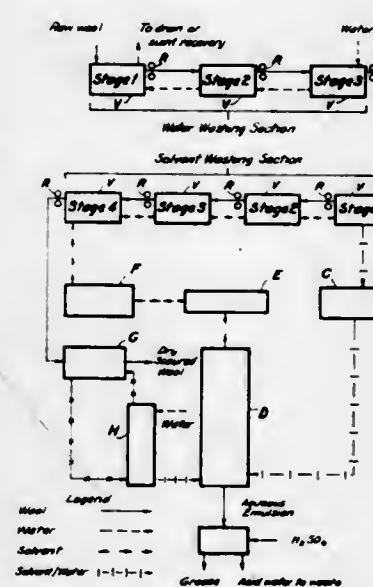 Raw wool
To drain or
suint recovery
Water
R R R
Stage 1 Stage 2 Stage 3
V V V
Water Washing Section
Solvent Washing Section
R V R V R V R V
Stage 4 Stage 3 Stage 2 Stage
F E C
G
Dry
Scoured
Wool
H Water D
Legend
Wool
Water
Solvent
Solvent/Water
Aqueous
Emulsion
H₂SO₄
Grease Acid water to waste